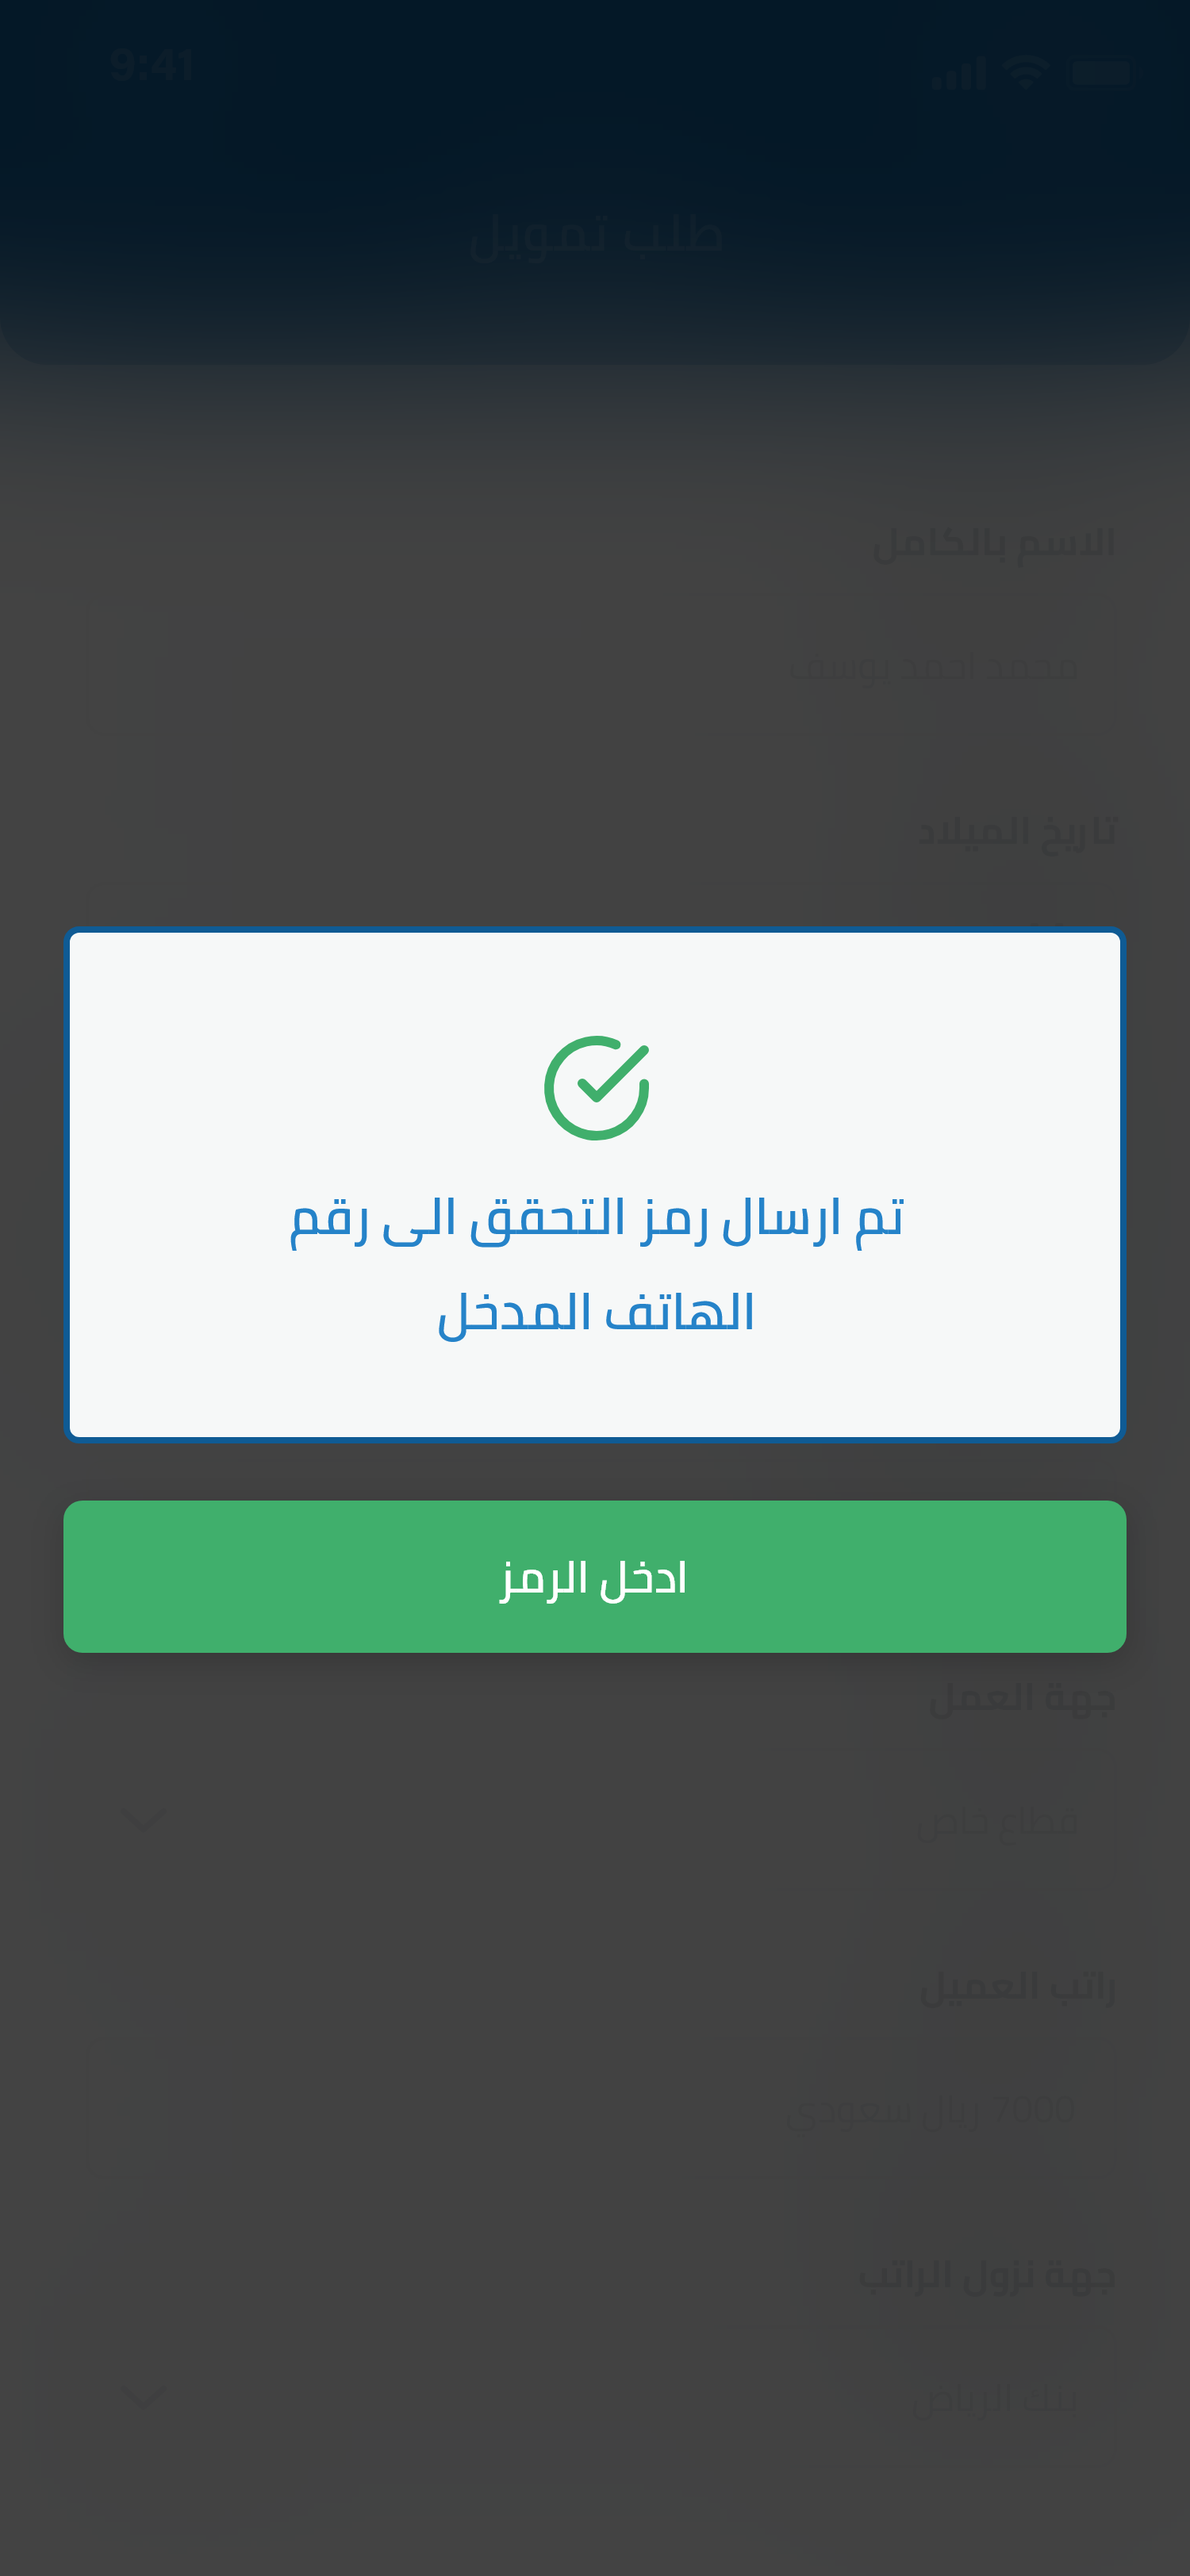 9:41
طلب تمويل
الاسم بالكامل
محمد احمد يوسف
تاريخ الميلاد
تم ارسال رمز التحقق الى رقم
الهاتف المدخل
ادخل الرمز
جهة العمل
قطاع خاص
راتب العميل
7000 ريال سعودي
جهة نزول الراتب
بنك الرياض